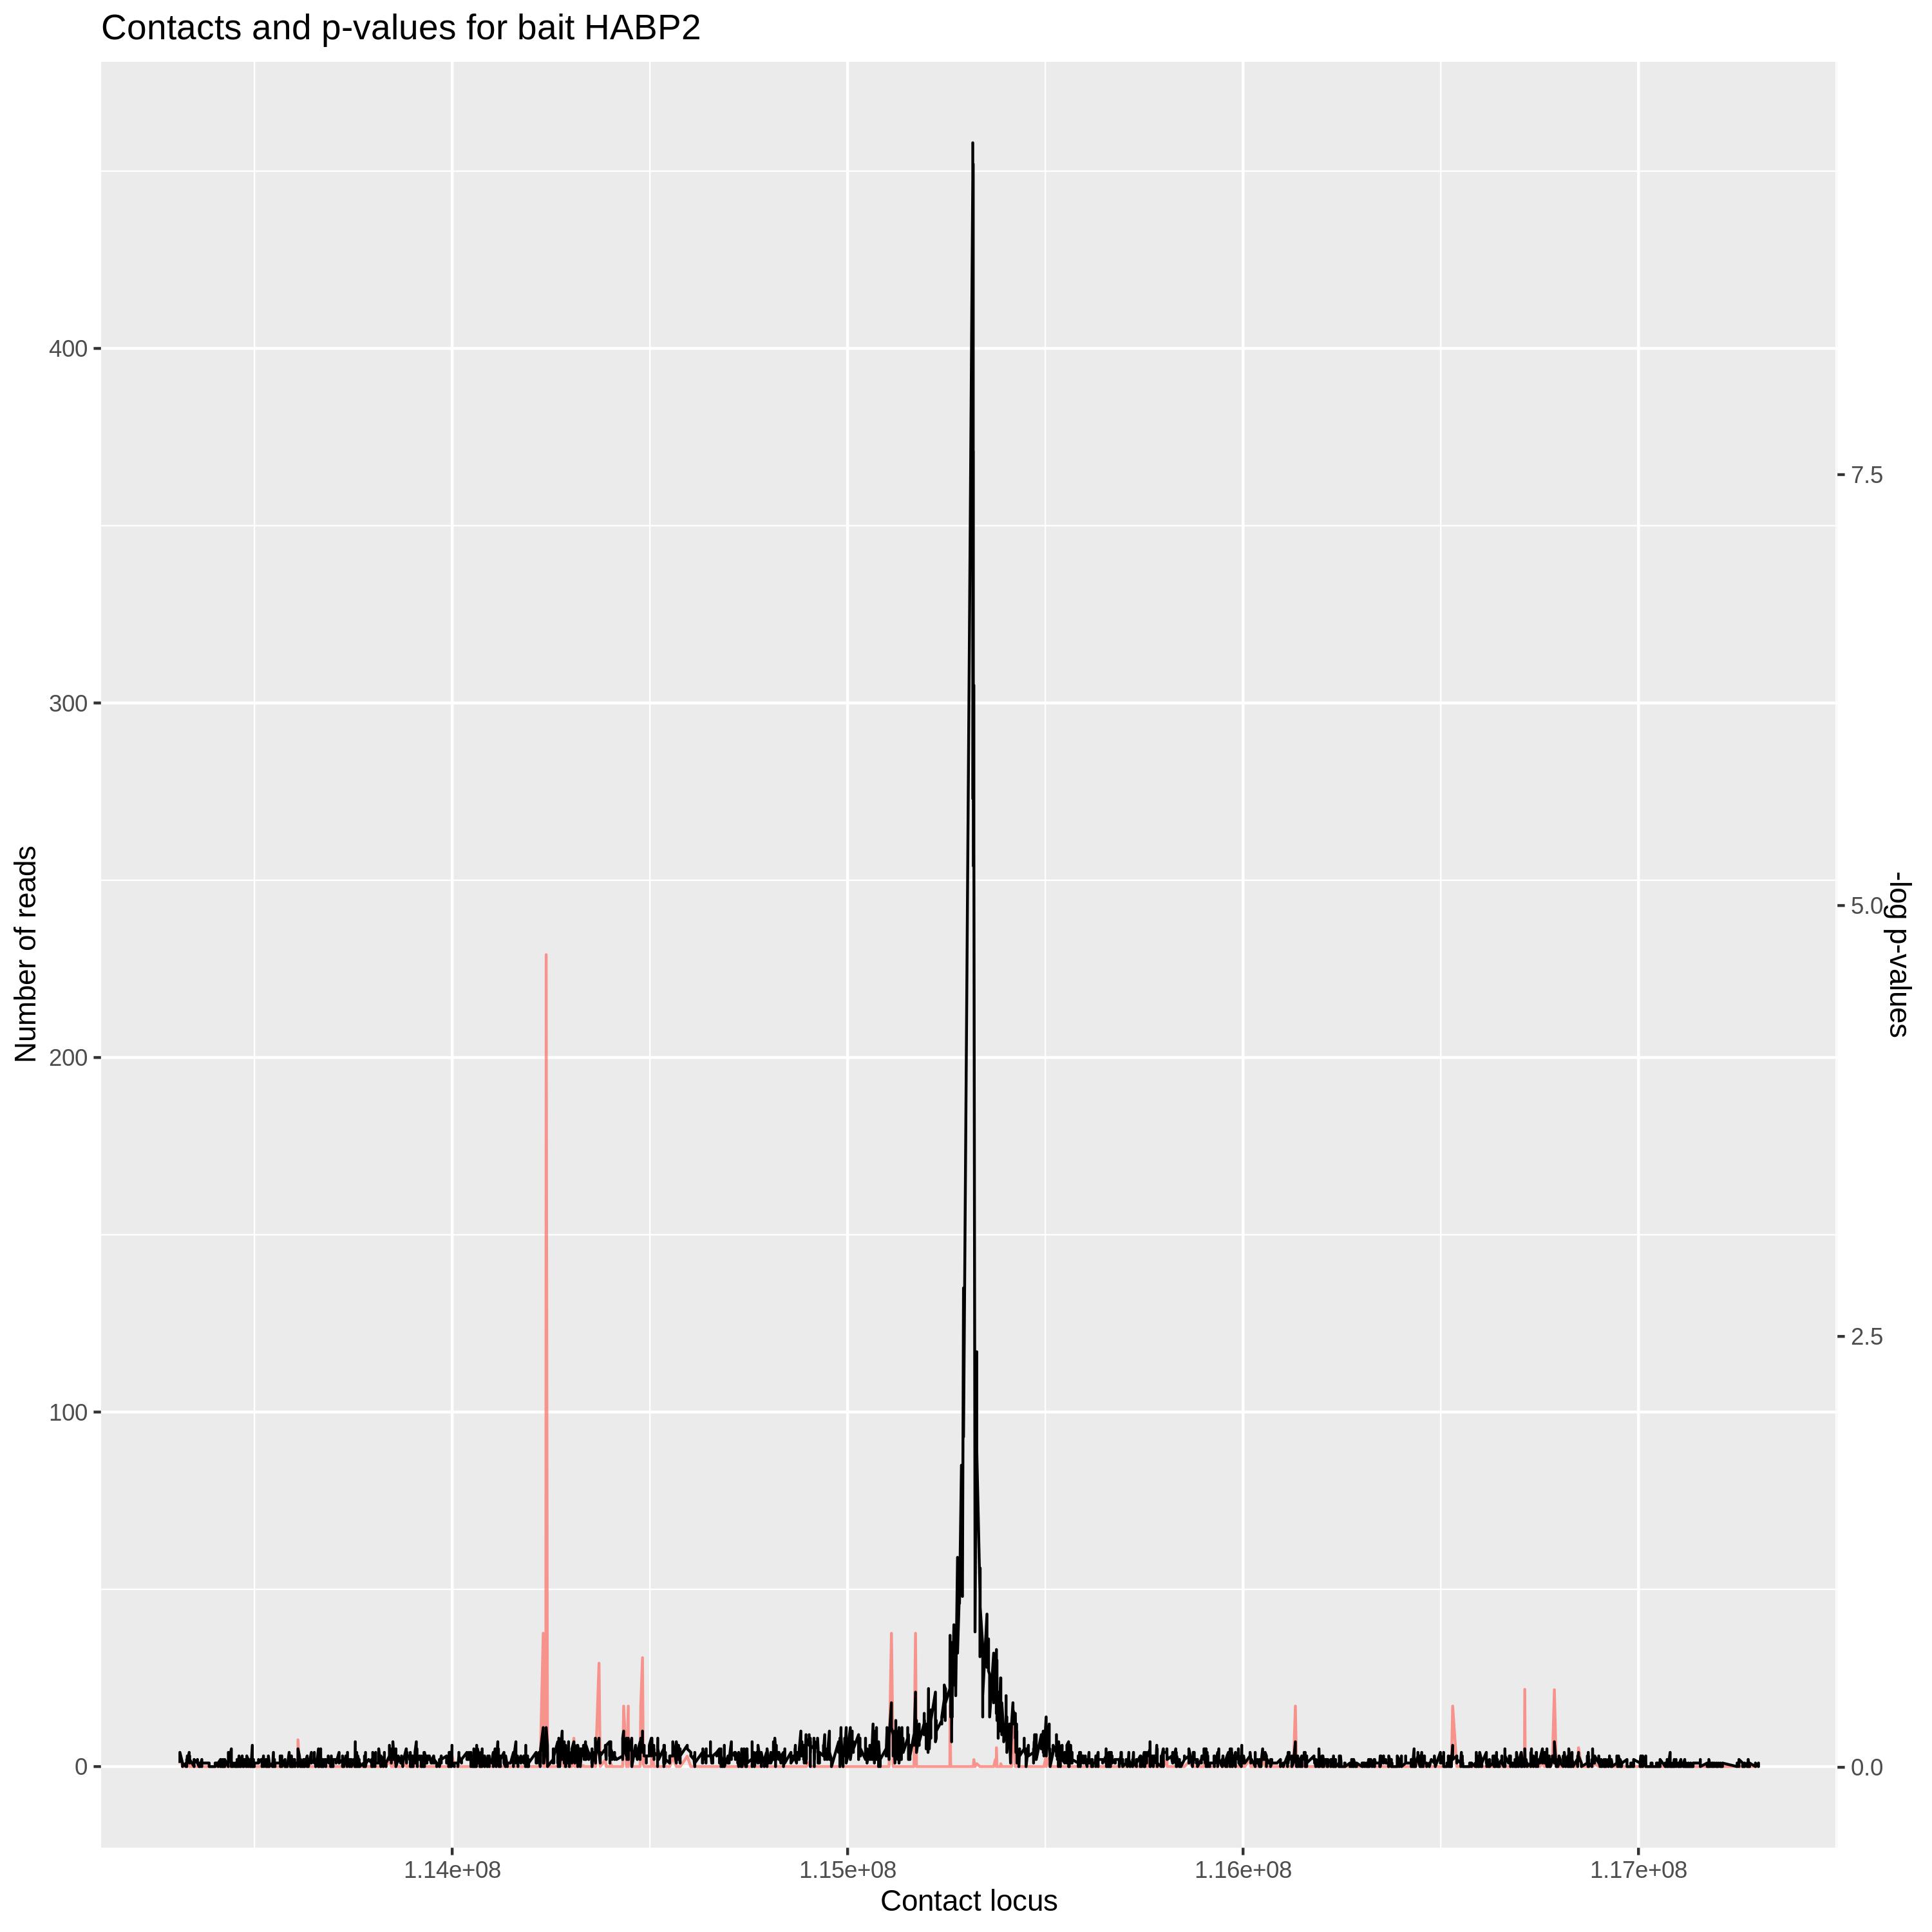 Contacts and p-values for bait HABP2
Number of reads
400
300
200
100
0
7.5
5.0
2.5
0.0
-log p-values
1.14e+08
1.15e+08
1.16e+08
1.17e+08
Contact locus